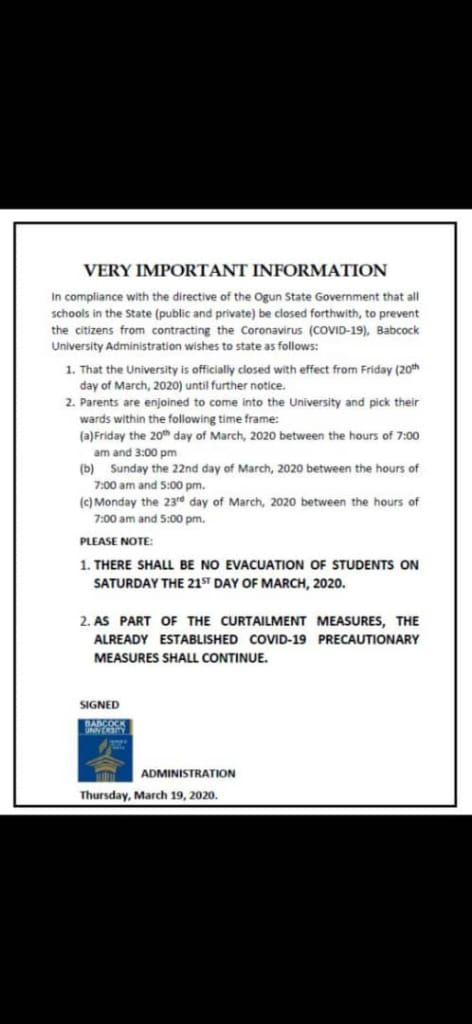 VERY IMPORTANT INFORMATION
In compliance with the directive of the Ogun State Government that all
schools in the State (public and private) be closed forthwith, to prevent
the citizens from contracting the Coronavirus (COVID-19), Babcock
University Administration wishes to state as follows:
1. That the University is officially closed with effect from Friday (20th
day of March, 2020) until further notice.
2. Parents are enjoined to come into the University and pick their
wards within the following time frame:
(a)Friday the 20th day of March, 2020 between the hours of 7:00
am and 3:00 pm
(b) Sunday the 22nd day of March, 2020 between the hours of
7:00 am and 5:00 pm.
(c)Monday the 23rd day of March, 2020 between the hours of
7:00 am and 5:00 pm.
PLEASE NOTE:
1. THERE SHALL BE NO EVACUATION OF STUDENTS ON
SATURDAY THE 21ST DAY OF MARCH, 2020.
2. AS PART OF THE CURTAILMENT MEASURES, THE
ALREADY ESTABLISHED COVID-19 PRECAUTIONARY
MEASURES SHALL CONTINUE.
SIGNED
BABCOCK
UNIVERSITY
ADMINISTRATION
Thursday, March 19, 2020.